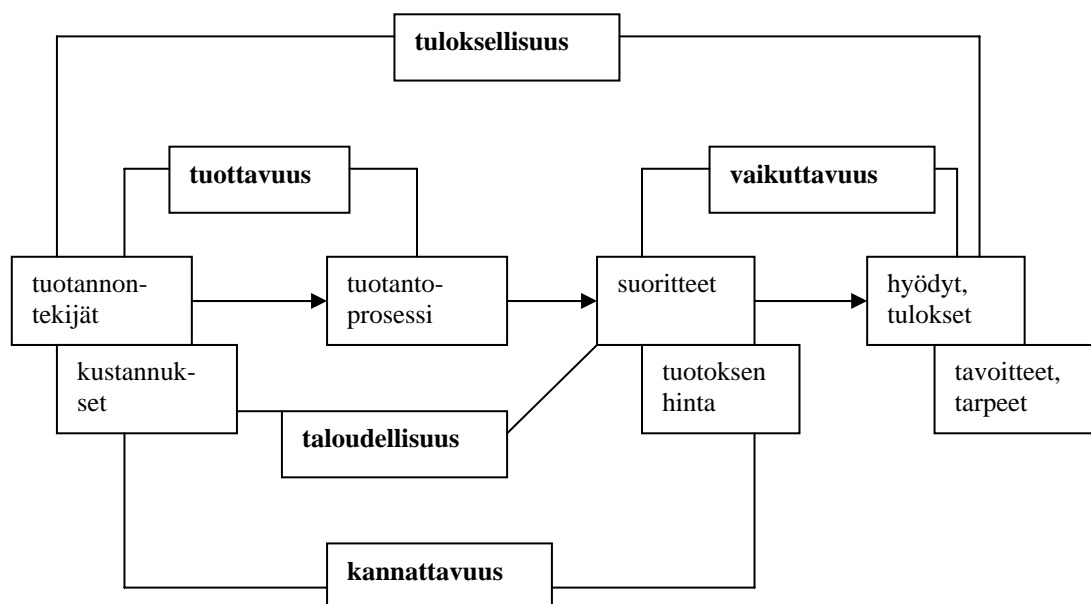 tuloksellisuus
tuottavuus
vaikuttavuus
tuotannon-
tekijät
tuotanto-
prosessi
suoritteet
hyödyt,
tulokset
kustannuk-
set
tuotoksen
hinta
tavoitteet,
tarpeet
taloudellisuus
kannattavuus